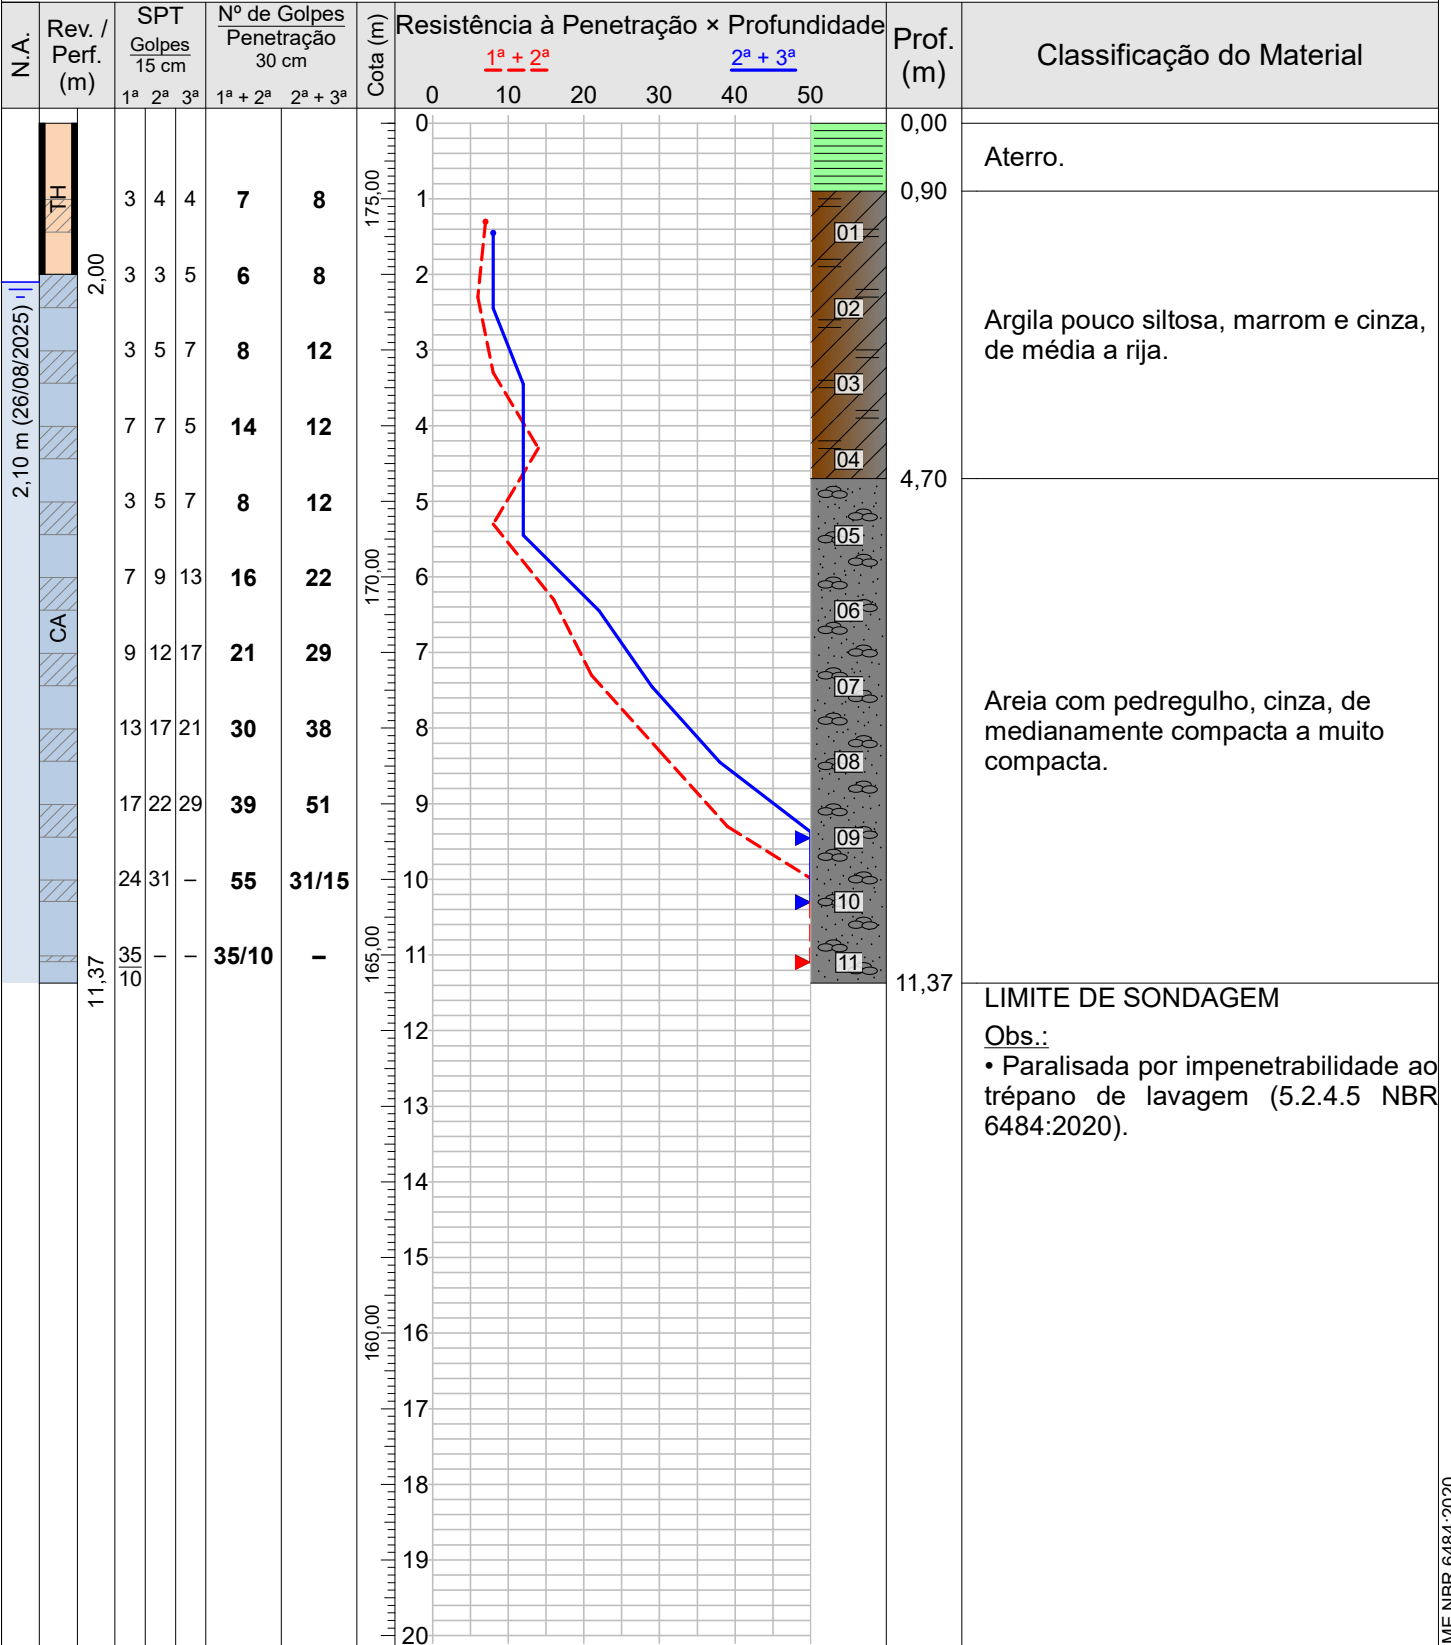 N.A.
Rev. /
Perf.
(m)
SPT
Golpes
15 cm
1ª 2ª 3ª
Nº de Golpes
Penetração
30 cm
1ª + 2ª 2ª + 3ª
Cota (m)
Resistência à Penetração × Profundidade
1ª + 2ª 2ª + 3ª
0 10 20 30 40 50
Prof.
(m)
Classificação do Material
0 0,00
Aterro.
TH
0,90
3 4 4 7 8 175,00 1
01
2,00
3 3 5 6 8 2
02
2,10 m (26/08/2025)
Argila pouco siltosa, marrom e cinza,
de média a rija.
3 5 7 8 12 3
03
7 7 5 14 12 4
04
4,70
3 5 7 8 12 5
05
7 9 13 16 22 170,00 6
06
CA
9 12 17 21 29 7
07
Areia com pedregulho, cinza, de
medianamente compacta a muito
compacta.
13 17 21 30 38 8
08
17 22 29 39 51 9
09
24 31 – 55 31/15 10
10
35 – – 35/10 – 165,00 11
10
11
11,37
11,37
LIMITE DE SONDAGEM
Obs.:
• Paralisada por impenetrabilidade ao
trépano de lavagem (5.2.4.5 NBR
6484:2020).
12
13
14
15
160,00 16
17
18
19
20
ME NBR 6484:2020